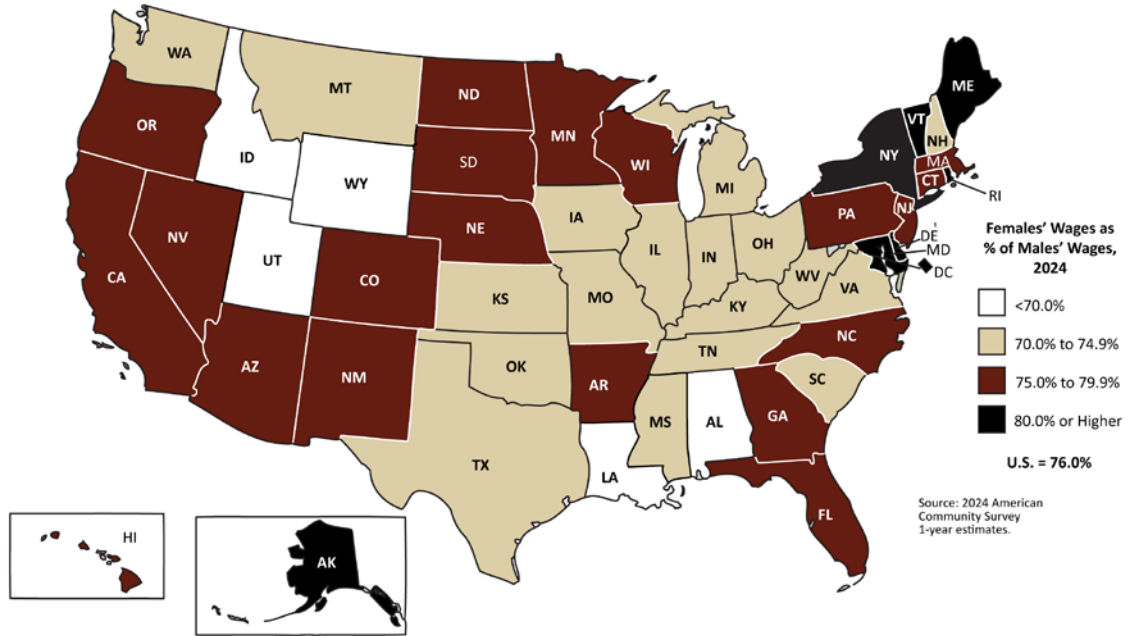 WA
MT
ND
MN
OR
ID
WY
SD
WI
MI
NY
VT
NH
ME
MA
CT
RI
NE
IA
PA
NJ
NV
UT
CO
IL
IN
OH
DE
MD
DC
CA
KS
MO
WV
VA
KY
AZ
NM
OK
AR
TN
NC
SC
MS
AL
GA
TX
LA
FL
HI
AK
Females’ Wages as
% of Males’ Wages,
2024
<70.0%
70.0% to 74.9%
75.0% to 79.9%
80.0% or Higher
U.S. = 76.0%
Source: 2024 American
Community Survey
1-year estimates.